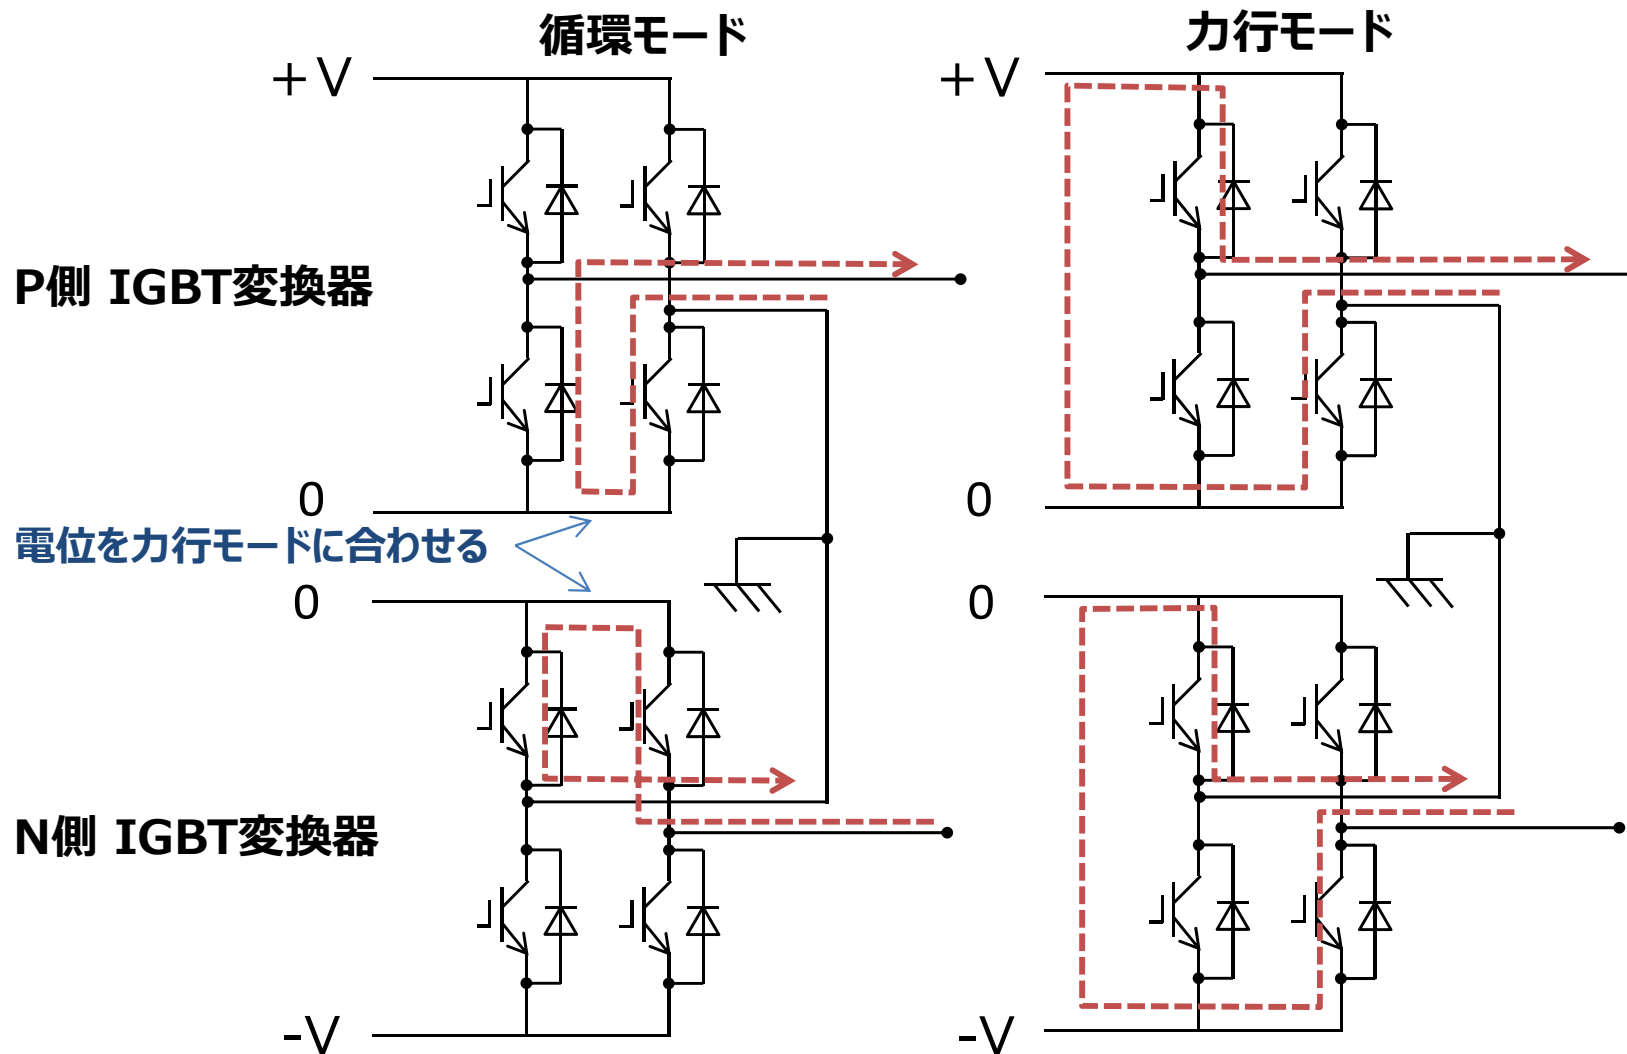 循環モード
力行モード
+V
+V
P側 IGBT変換器
0
0
電位を力行モードに合わせる
0
0
N側 IGBT変換器
-V
-V